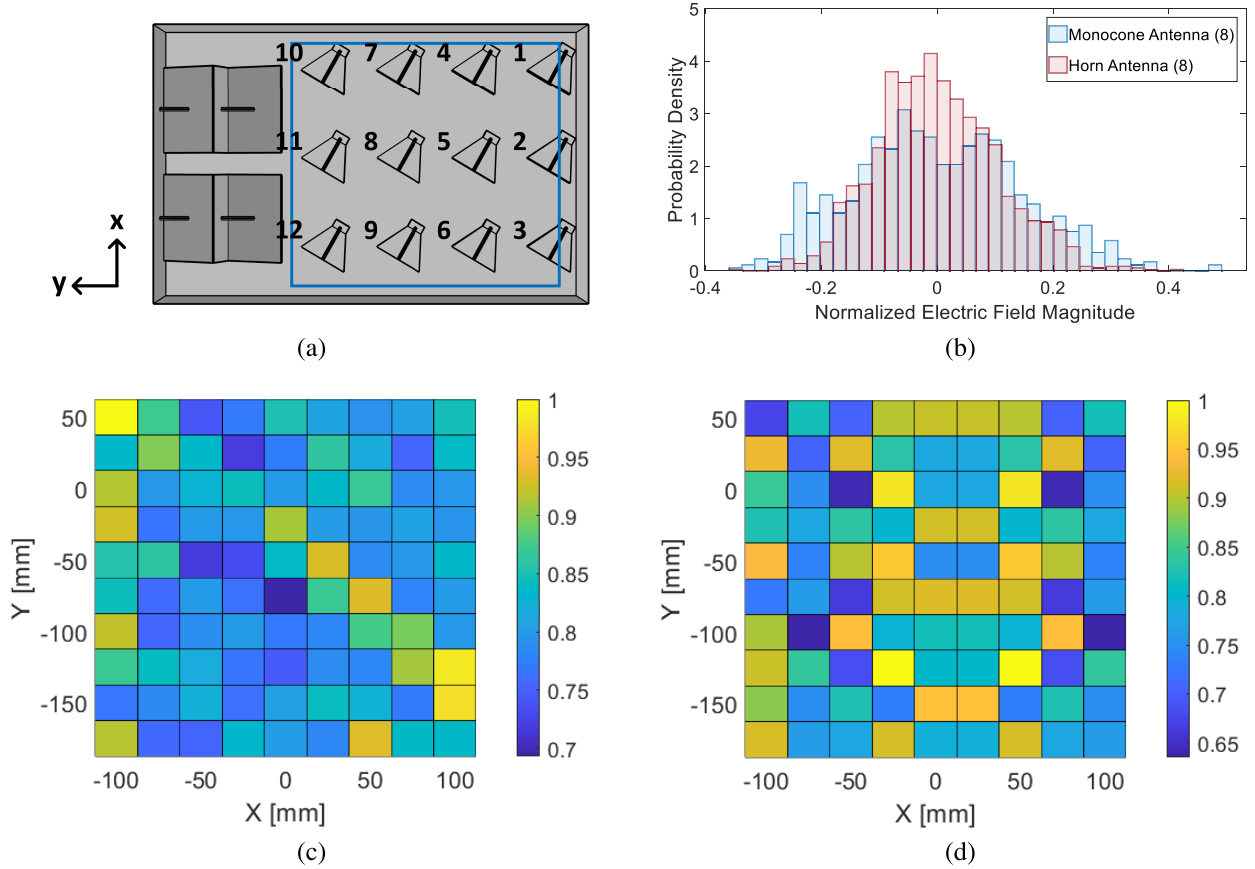 10 7 4 1
11 8 5 2
12 9 6 3
x
y
(a)
5
4
3
2
1
0
Probability Density
-0.4 -0.2 0 0.2 0.4
Normalized Electric Field Magnitude
Monocone Antenna (8)
Horn Antenna (8)
(b)
50
0
-50
-100
-150
Y [mm]
-100 -50 0 50 100
X [mm]
1
0.95
0.9
0.85
0.8
0.75
0.7
(c)
50
0
-50
-100
-150
Y [mm]
-100 -50 0 50 100
X [mm]
1
0.95
0.9
0.85
0.8
0.75
0.7
0.65
(d)